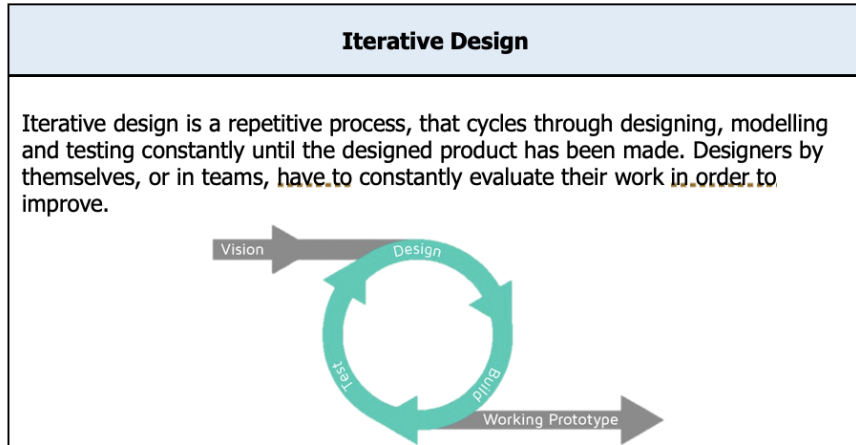 Iterative Design
Iterative design is a repetitive process, that cycles through designing, modelling
and testing constantly until the designed product has been made. Designers by
themselves, or in teams, have to constantly evaluate their work in order to
improve.
Vision
Design
Test
Build
Working Prototype